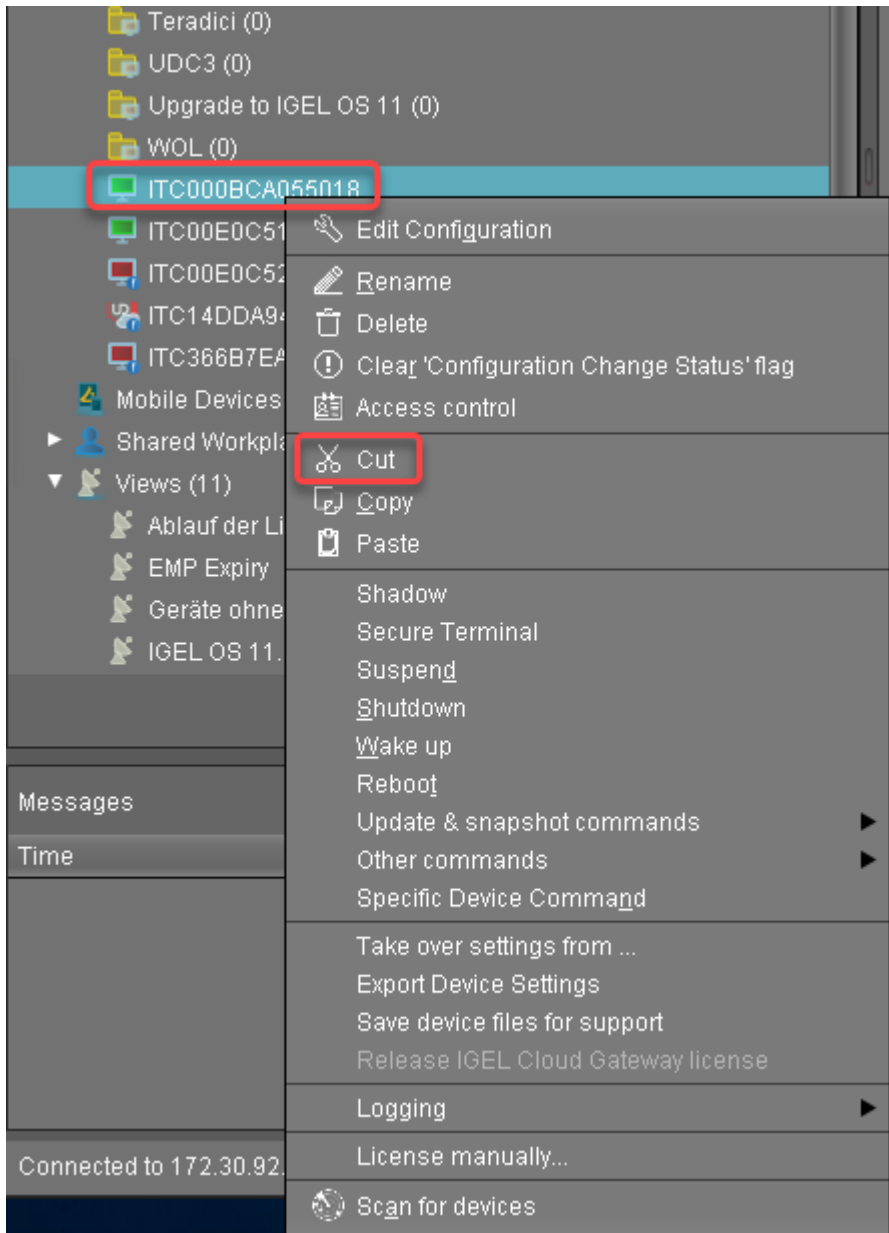 Teradici (0)
UDC3 (0)
Upgrade to IGEL OS 11 (0)
WOL (0)
ITC000BCA055018
ITC00E0C51
ITC00E0C52
ITC14DDA94
ITC366B7EA
Mobile Devices
Shared Workpla
Views (11)
Ablauf der Li
EMP Expiry
Geräte ohne
IGEL OS 11.
Messages
Time
Connected to 172.30.92.
Edit Configuration
Rename
Delete
Clear 'Configuration Change Status' flag
Access control
Cut
Copy
Paste
Shadow
Secure Terminal
Suspend
Shutdown
Wake up
Reboot
Update & snapshot commands
Other commands
Specific Device Command
Take over settings from ...
Export Device Settings
Save device files for support
Release IGEL Cloud Gateway license
Logging
License manually...
Scan for devices